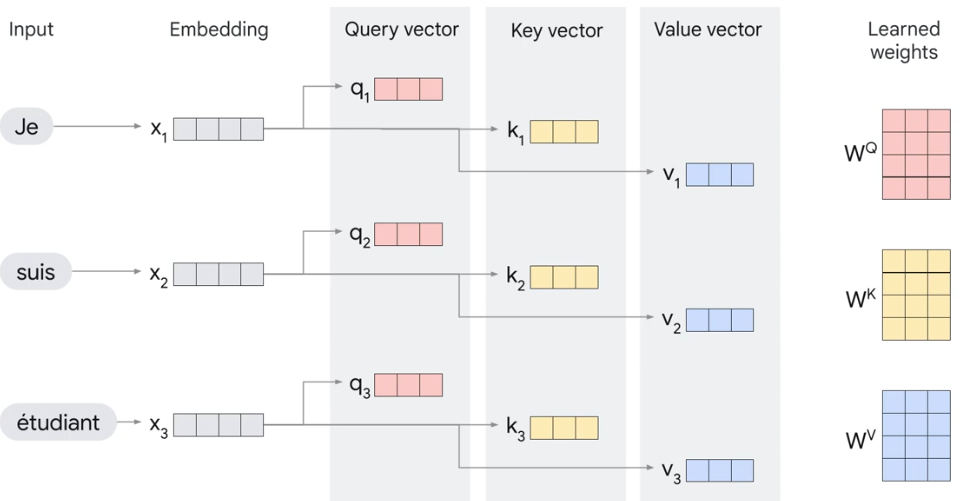 Input
Embedding
Query vector
Key vector
Value vector
Learned
weights
Je
x1
q1
k1
v1
WQ
suis
x2
q2
k2
v2
WK
étudiant
x3
q3
k3
v3
WV